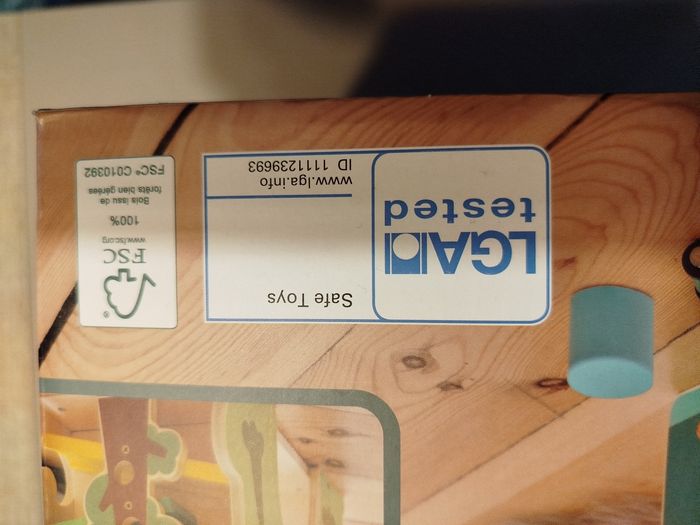 LGA
tested
Safe Toys
www.lga.info
ID 1111239693
®
FSC
www.fsc.org
100%
Bois issu de
forêts bien gérées
FSC® C010392